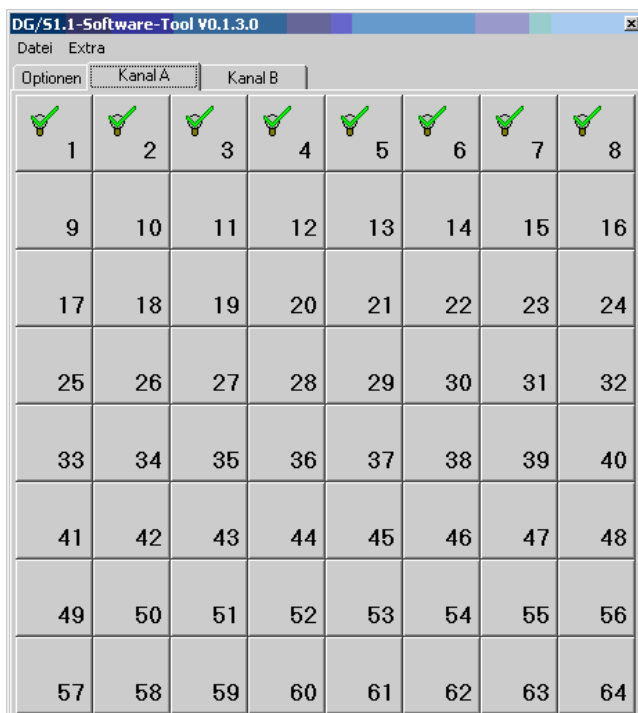 DG/S1.1-Software-Tool V0.1.3.0
Datei Extra
Optionen Kanal A Kanal B
1 2 3 4 5 6 7 8
9 10 11 12 13 14 15 16
17 18 19 20 21 22 23 24
25 26 27 28 29 30 31 32
33 34 35 36 37 38 39 40
41 42 43 44 45 46 47 48
49 50 51 52 53 54 55 56
57 58 59 60 61 62 63 64